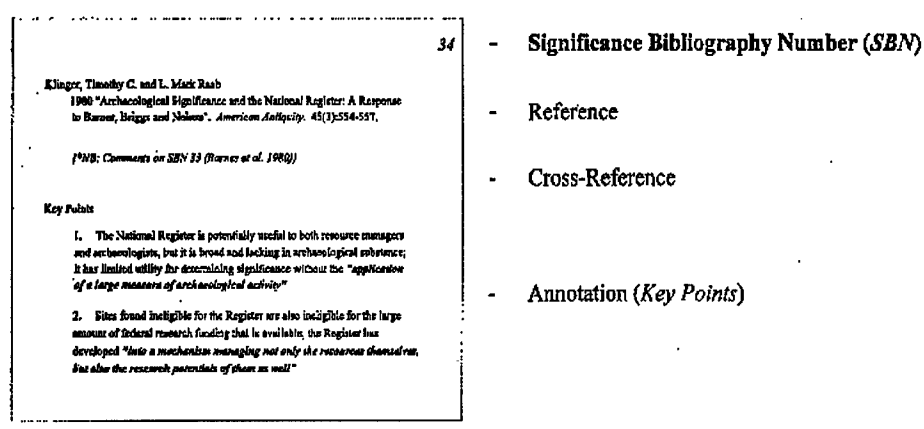 34
Klinger, Timothy C. and L. Mark Raab
1980 "Archaeological Significance and the National Register: A Response
to Barnes, Briggs and Neilsen". American Antiquity. 45(3):554-557.
[*NB: Comments on SBN 33 (Barnes et al. 1980)]
Key Points
1. The National Register is potentially useful to both resource managers
and archaeologists, but it is broad and lacking in archaeological substance;
it has limited utility for determining significance without the "application
of a large measure of archaeological activity"
2. Sites found ineligible for the Register are also ineligible for the large
amount of federal research funding that is available, the Register has
developed "into a mechanism managing not only the resources themselves,
but also the research potentials of them as well"
- Significance Bibliography Number (SBN)
- Reference
- Cross-Reference
- Annotation (Key Points)